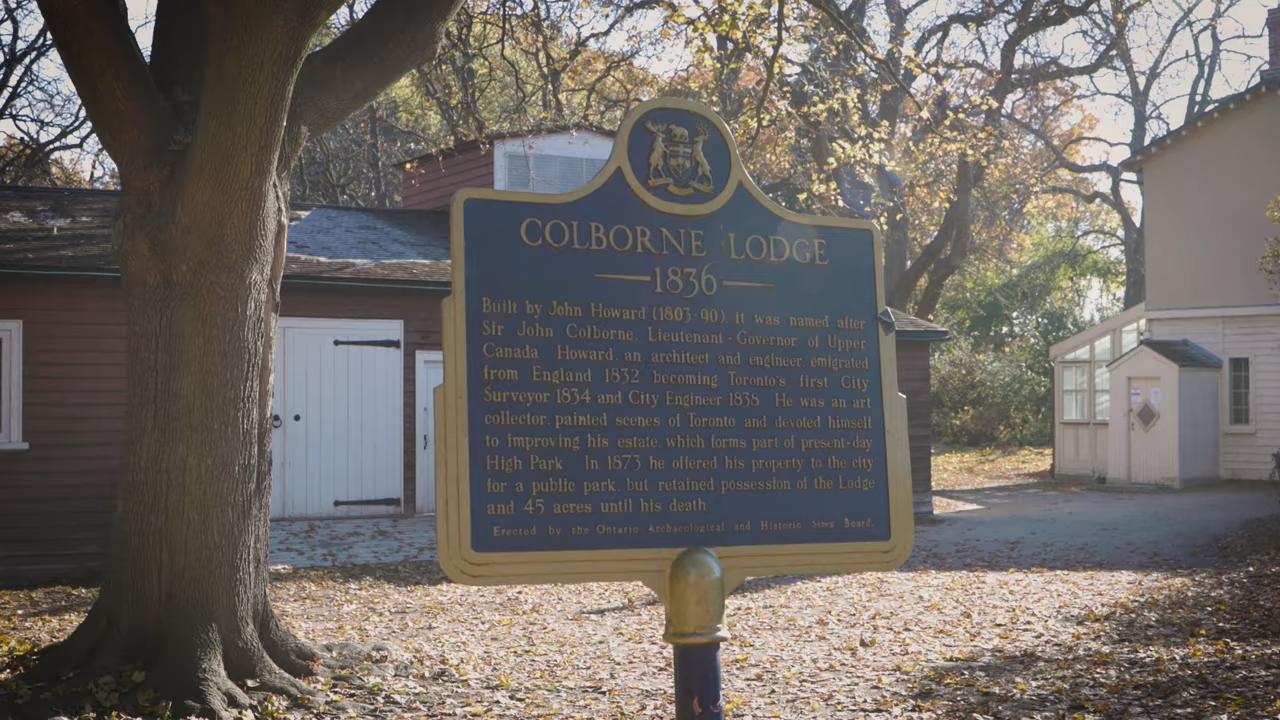 COLBORNE LODGE
1836
Built by John Howard (1803-90), it was named after
Sir John Colborne, Lieutenant-Governor of Upper
Canada. Howard, an architect and engineer, emigrated
from England 1832 becoming Toronto's first City
Surveyor 1834 and City Engineer 1838. He was an art
collector, painted scenes of Toronto and devoted himself
to improving his estate, which forms part of present-day
High Park. In 1873 he offered his property to the city
for a public park, but retained possession of the Lodge
and 45 acres until his death.
Erected by the Ontario Archaeological and Historic Sites Board.